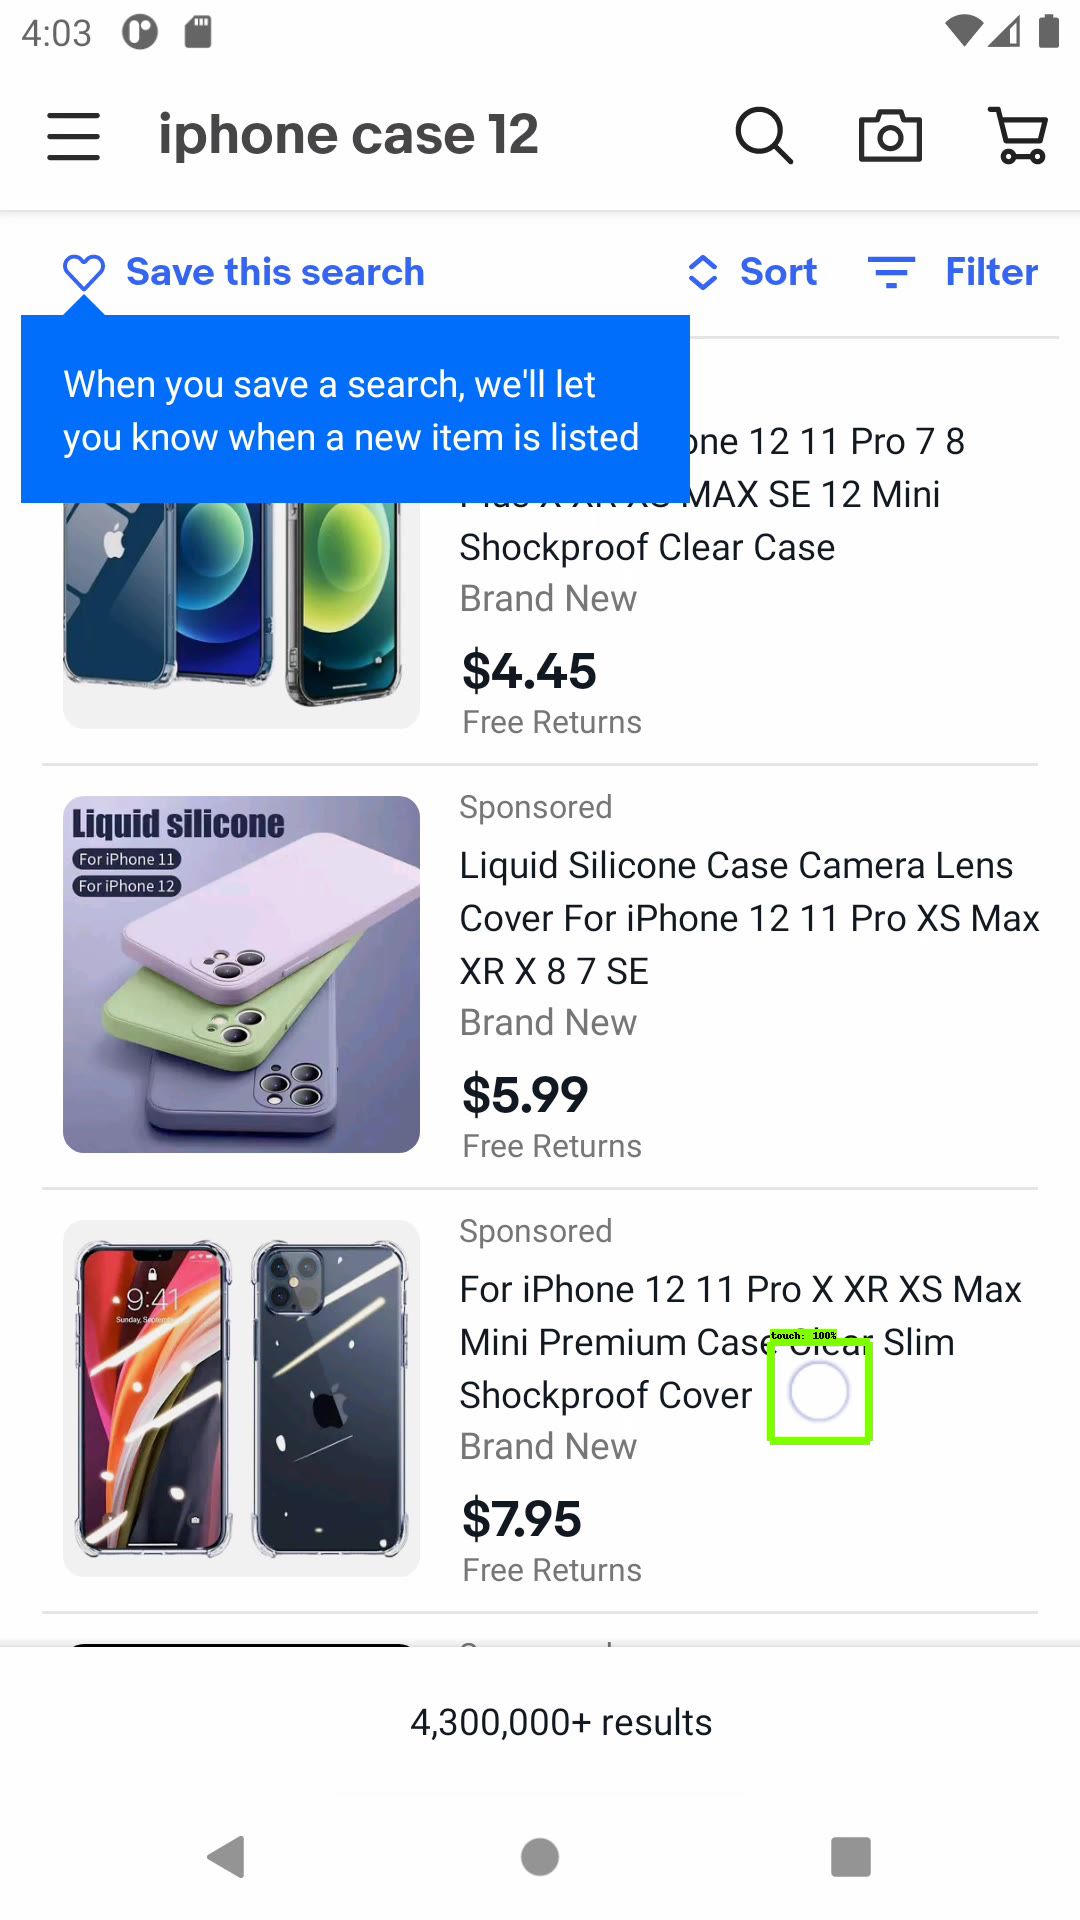 4:03
iphone case 12
Save this search
Sort
Filter
When you save a search, we'll let
you know when a new item is listed
12 11 Pro 7 8
MAX SE 12 Mini
Shockproof Clear Case
Brand New
$4.45
Free Returns
Liquid silicone
For iPhone 11
For iPhone 12
Sponsored
Liquid Silicone Case Camera Lens
Cover For iPhone 12 11 Pro XS Max
XR X 8 7 SE
Brand New
$5.99
Free Returns
9:41
Sponsored
For iPhone 12 11 Pro X XR XS Max
Mini Premium Case Clear Slim
touch: 100%
Shockproof Cover
Brand New
$7.95
Free Returns
4,300,000+ results